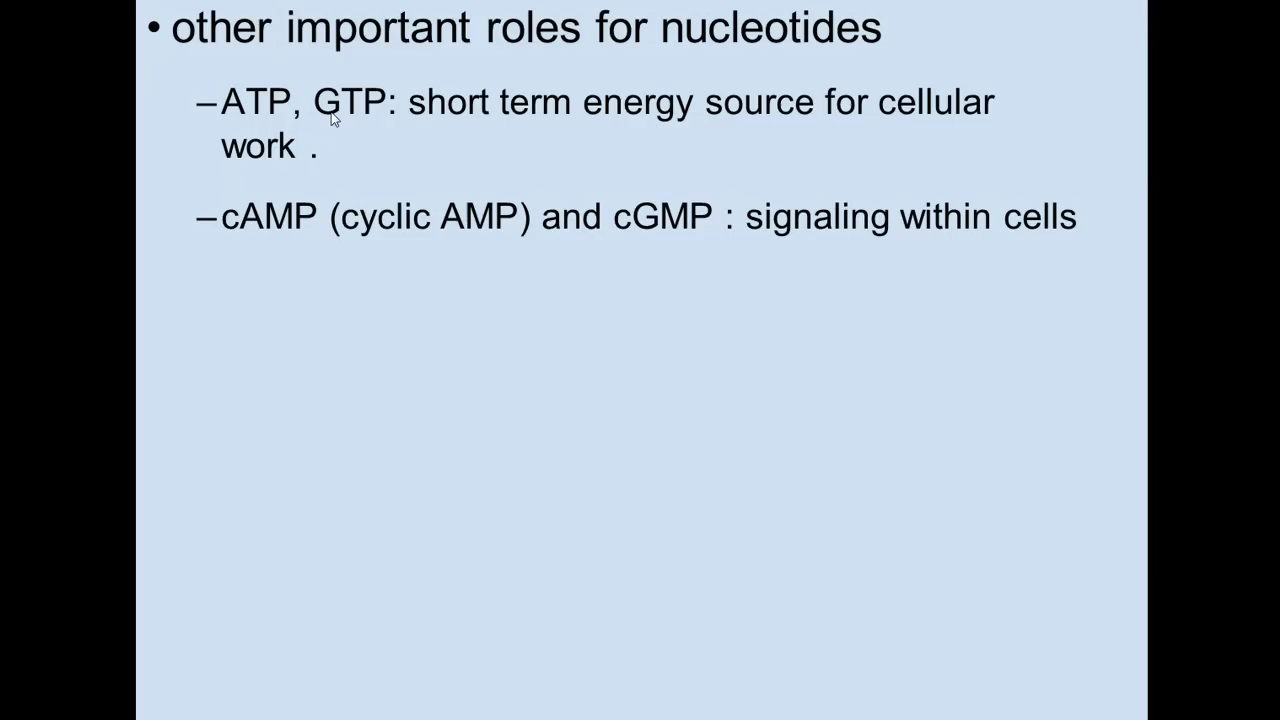 • other important roles for nucleotides
–ATP, GTP: short term energy source for cellular
work .
–cAMP (cyclic AMP) and cGMP : signaling within cells